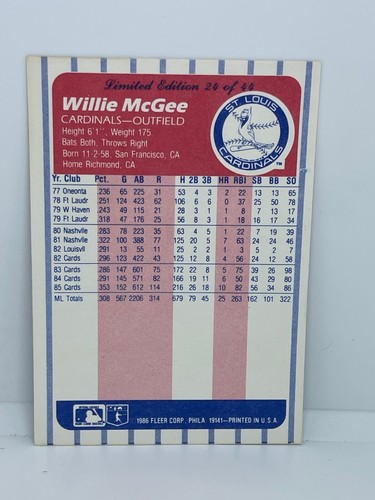 Limited Edition 24 of 44
Willie McGee
CARDINALS—OUTFIELD
Height 6'1", Weight 175
Bats Both, Throws Right
Born 11-2-58, San Francisco, CA
Home Richmond, CA
ST. LOUIS
CARDINALS
TM
Yr. Club Pct. G AB R H 2B 3B HR RBI SB BB SO
77 Oneonta .236 65 225 31 53 4 3 2 22 13 13 65
78 Ft Laudr .251 124 423 62 106 6 6 0 37 25 50 78
79 W Haven .243 49 115 21 28 3 1 1 8 7 13 17
79 Ft Laudr .318 47 176 25 56 8 3 1 18 16 17 34
80 Nashvlle .283 78 223 35 63 4 5 1 22 7 19 39
81 Nashvlle .322 100 388 77 125 20 5 7 63 24 24 46
82 Louisvll .291 13 55 11 16 2 2 1 3 5 2 7
82 Cards .296 123 422 43 125 12 8 4 56 24 12 58
83 Cards .286 147 601 75 172 22 8 5 75 39 26 98
84 Cards .291 145 571 82 166 19 11 6 50 43 29 80
85 Cards .353 152 612 114 216 26 18 10 82 56 34 86
ML Totals .308 567 2206 314 679 79 45 25 263 162 101 322
1986 FLEER CORP. PHILA. 19141—PRINTED IN U.S.A.